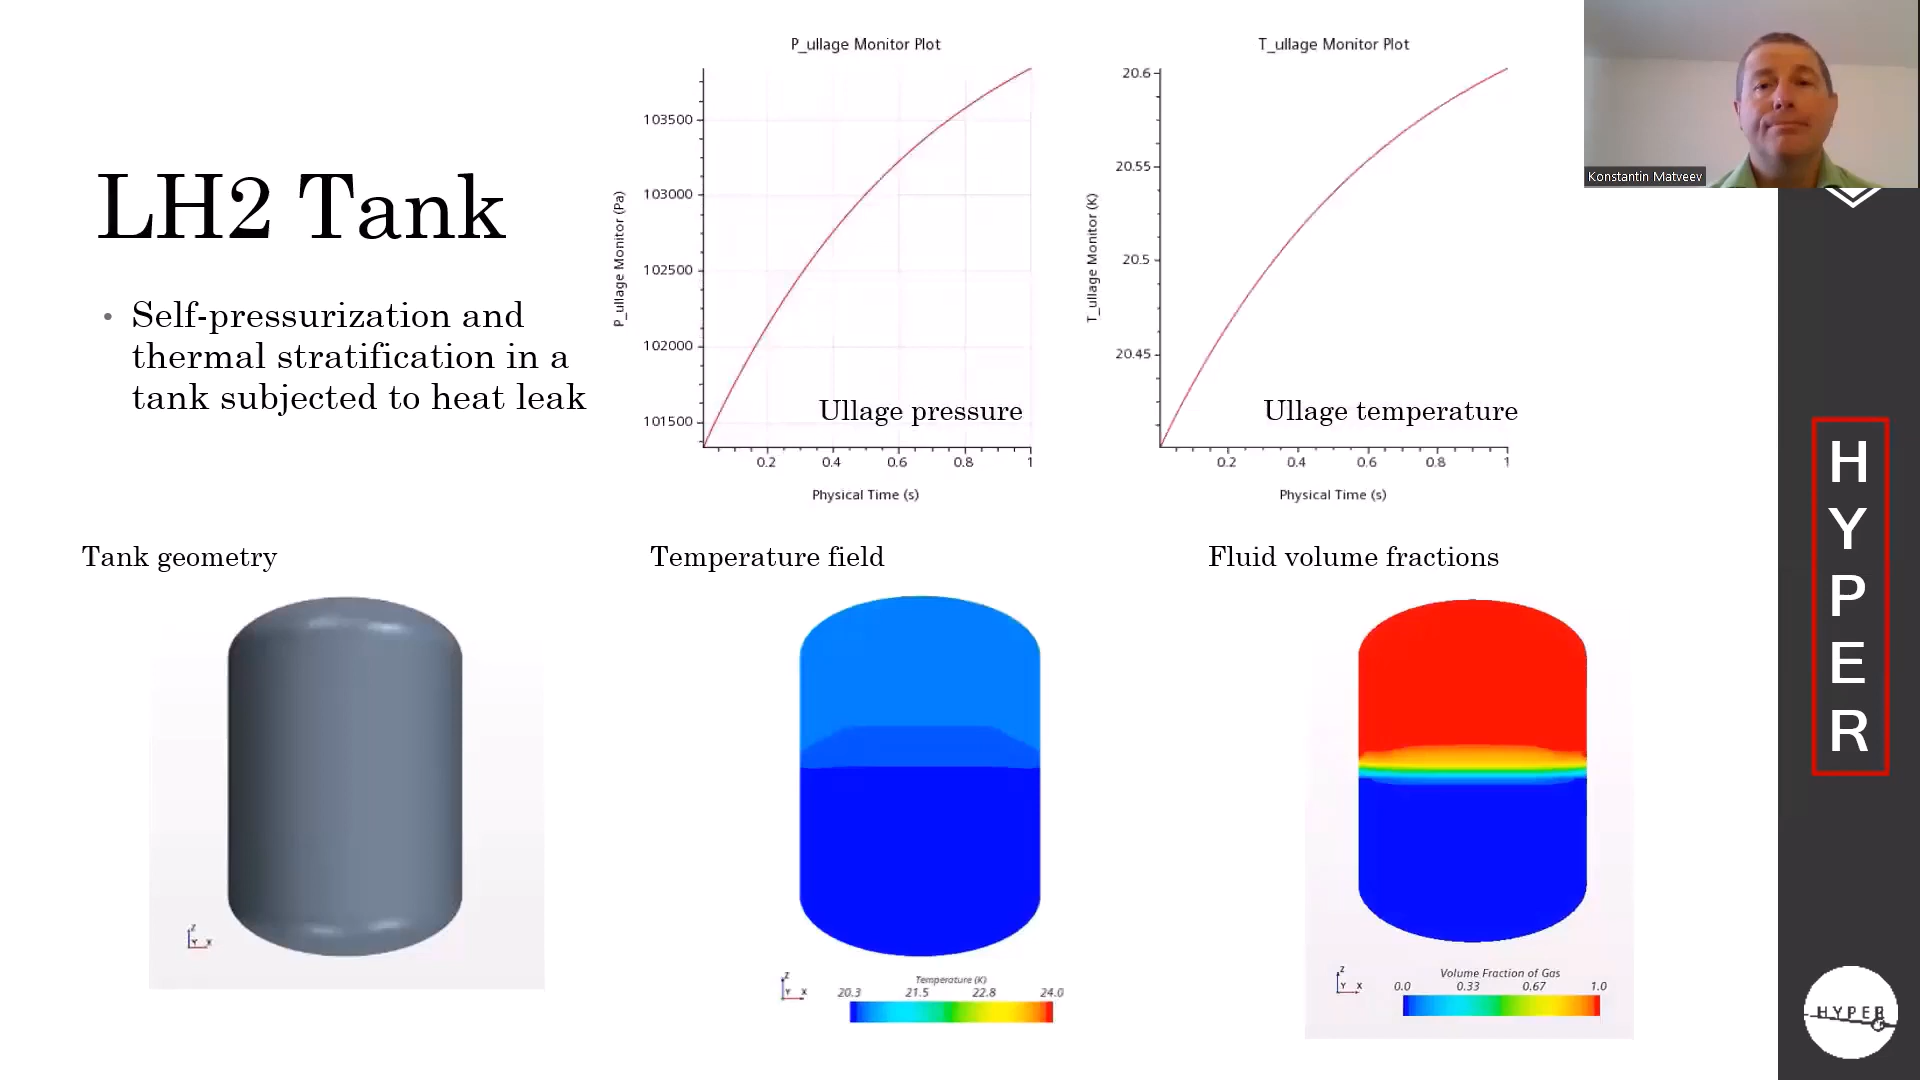 LH2 Tank
• Self-pressurization and
thermal stratification in a
tank subjected to heat leak
P_ullage Monitor Plot
P_ullage Monitor (Pa)
103500
103000
102500
102000
101500
Ullage pressure
0.2 0.4 0.6 0.8 1
Physical Time (s)
T_ullage Monitor Plot
T_ullage Monitor (K)
20.6
20.55
20.5
20.45
Ullage temperature
0.2 0.4 0.6 0.8 1
Physical Time (s)
Konstantin Matveev
Tank geometry
Z
Y X
Temperature field
Z
Y X
Temperature (K)
20.3 21.5 22.8 24.0
Fluid volume fractions
Z
Y X
Volume Fraction of Gas
0.0 0.33 0.67 1.0
H
Y
P
E
R
HYPER